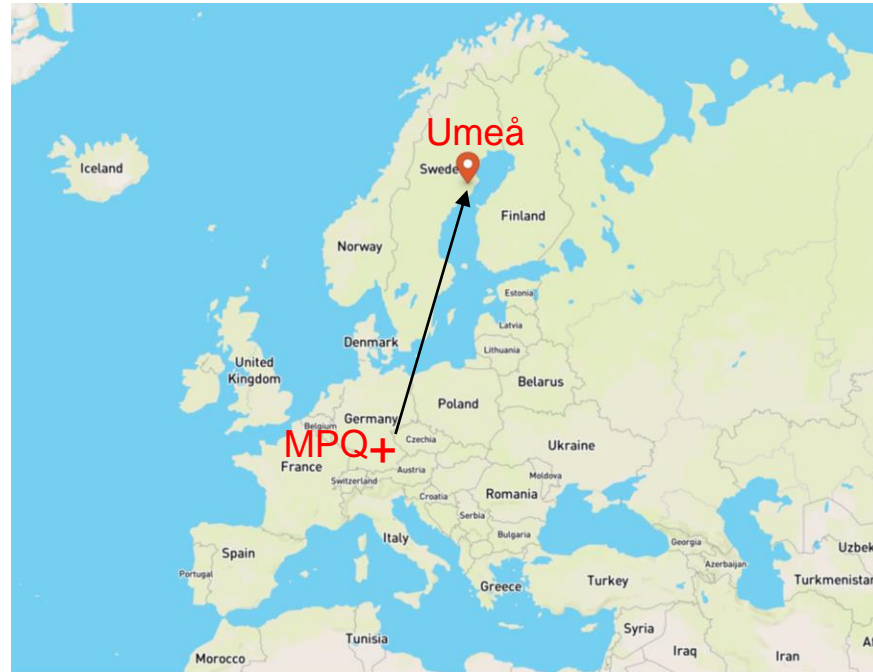 Umeå
Iceland
Swede
Finland
Norway
Estonia
Latvia
Denmark
Lithuania
United
Kingdom
Belarus
Poland
Germany
Belgium
MPQ+
Czechia
Ukraine
France
Austria
Switzerland
Moldova
Croatia
Romania
Serbia
Bulgaria
Italy
Georgia
Uzbek
Spain
Azerbaijan
Portugal
Turkmenistan
Greece
Turkey
Syria
Tunisia
Iraq
Iran
Af
Morocco